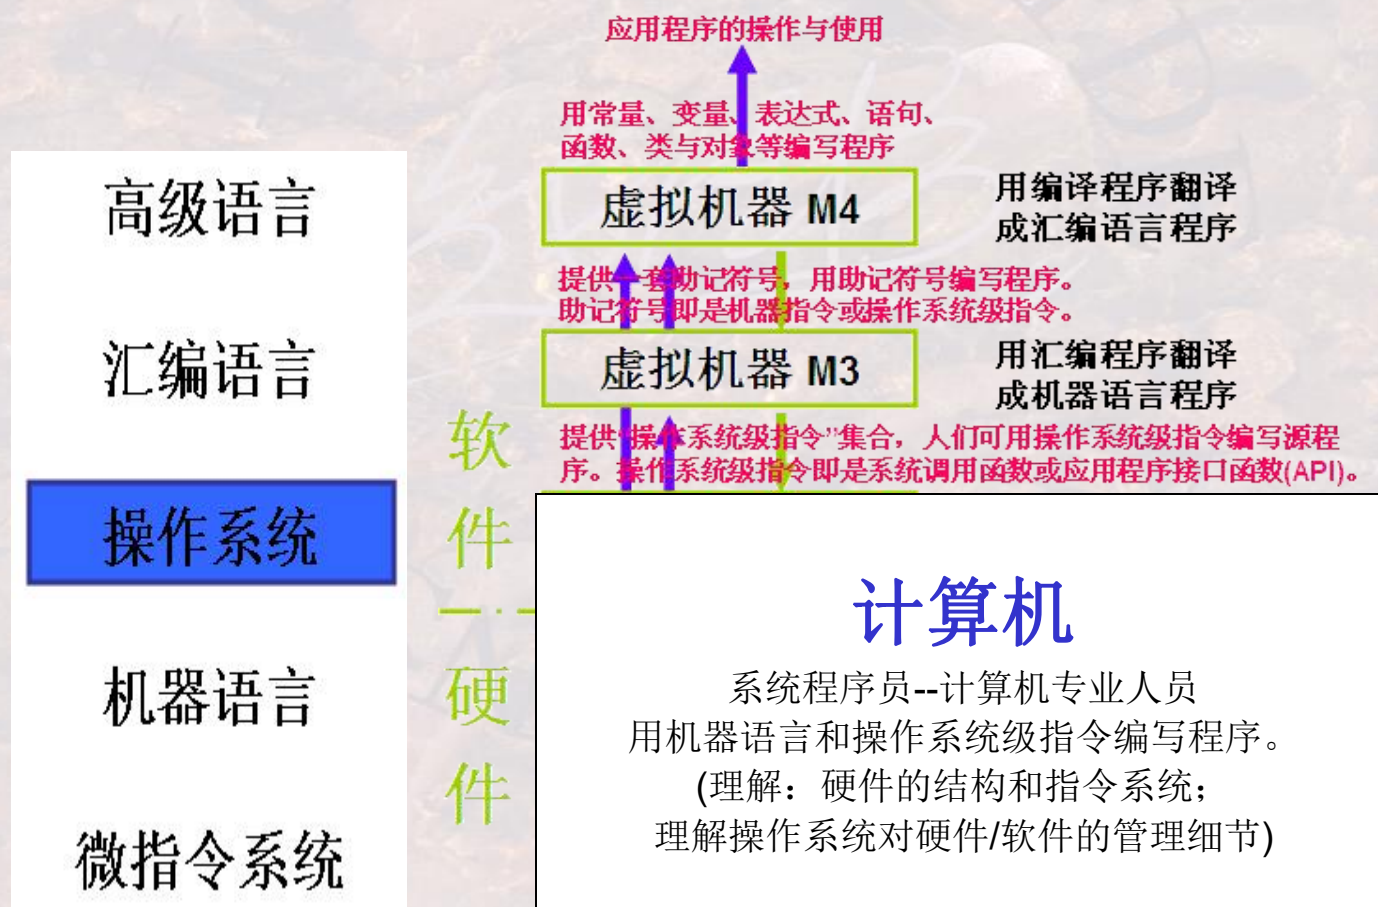 应用程序的操作与使用
用常量、变量、表达式、语句、
函数、类与对象等编写程序
高级语言
虚拟机器 M4
用编译程序翻译
成汇编语言程序
提供一套助记符号，用助记符号编写程序。
助记符号即是机器指令或操作系统级指令。
汇编语言
虚拟机器 M3
用汇编程序翻译
成机器语言程序
提供“操作系统级指令”集合，人们可用操作系统级指令编写源程
序。操作系统级指令即是系统调用函数或应用程序接口函数(API)。
操作系统
软
件
硬
件
机器语言
微指令系统
计算机
系统程序员--计算机专业人员
用机器语言和操作系统级指令编写程序。
(理解：硬件的结构和指令系统；
理解操作系统对硬件/软件的管理细节)